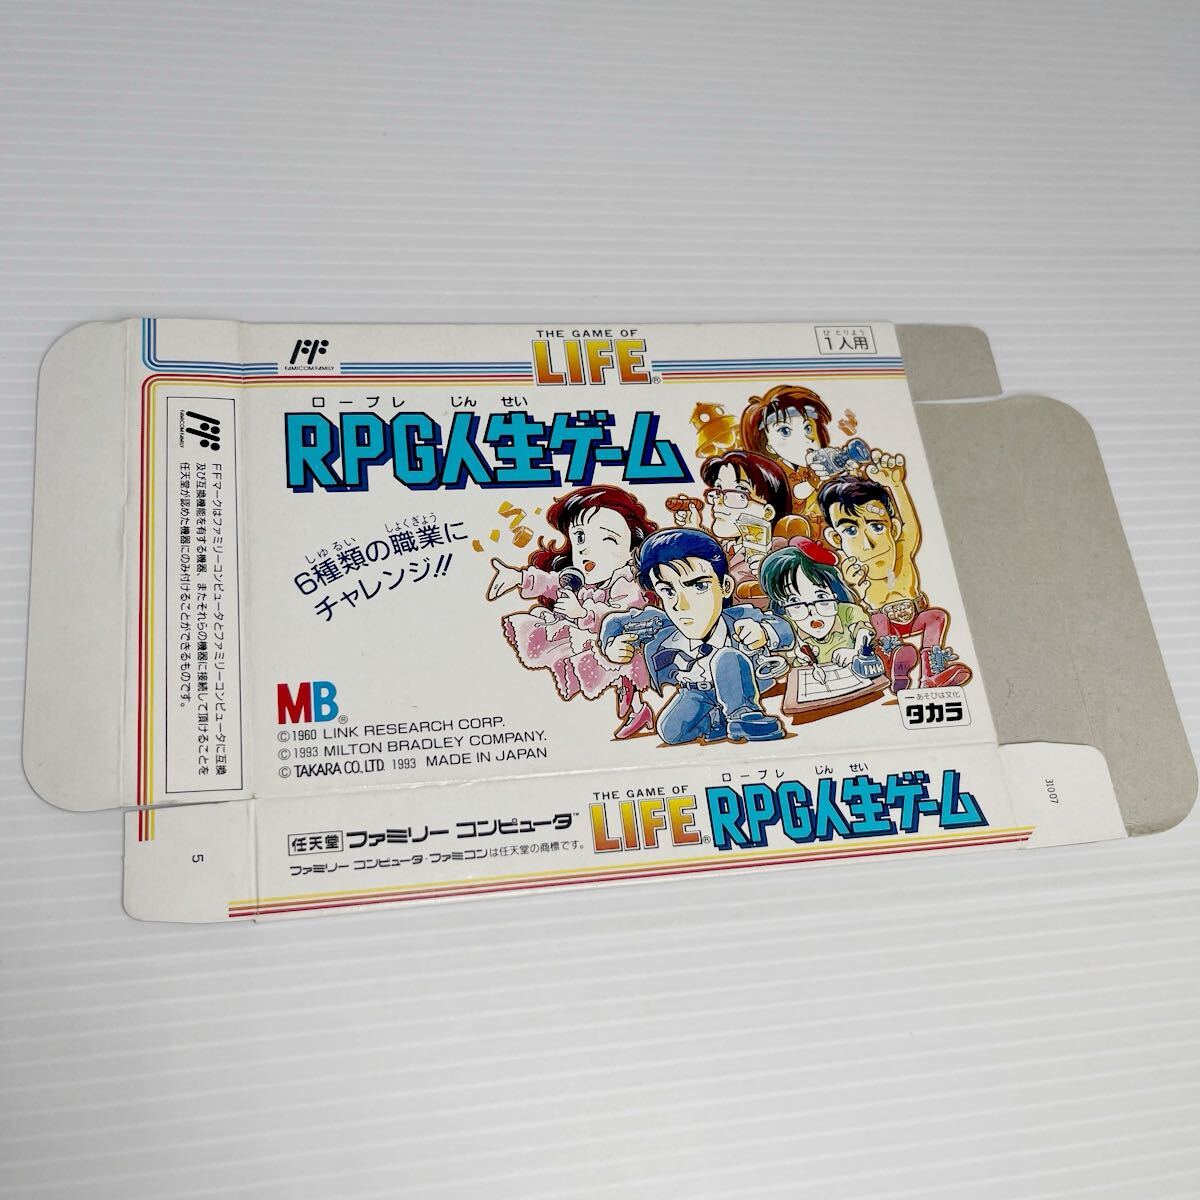 FAMICOM FAMILY
THE GAME OF
LIFE®
ひとりよう
1人用
ロープレ じんせい
RPG人生ゲーム
しゅるい しょくぎょう
6種類の職業に
チャレンジ!!
INK
MB®
©1960 LINK RESEARCH CORP.
©1993 MILTON BRADLEY COMPANY.
©TAKARA CO.,LTD. 1993 MADE IN JAPAN
あそびは文化
タカラ
FAMICOM FAMILY
FFマークはファミリーコンピュータとファミリーコンピュータに互換
及び互換機能を有する機器、またそれらの機器に接続して頂けることを
任天堂が認めた機器にのみ付けることができるものです。
任天堂 ファミリー コンピュータ™
ファミリー コンピュータ・ファミコンは任天堂の商標です。
THE GAME OF
LIFE®
ロープレ じんせい
RPG人生ゲーム
31007
5